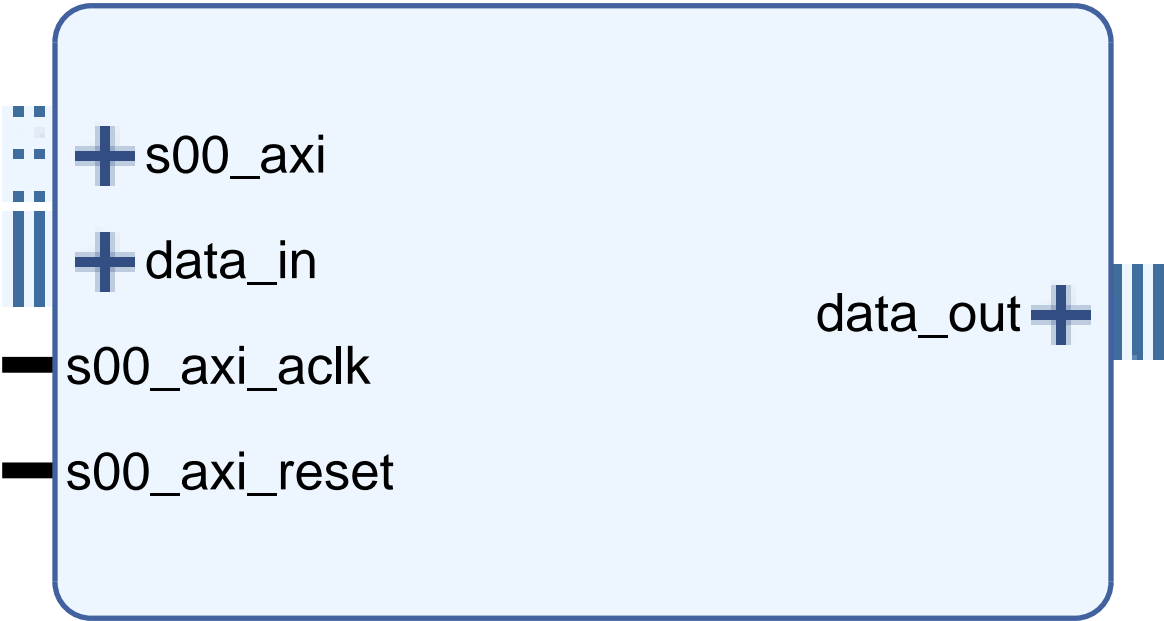 s00_axi
data_in
data_out
s00_axi_aclk
s00_axi_reset